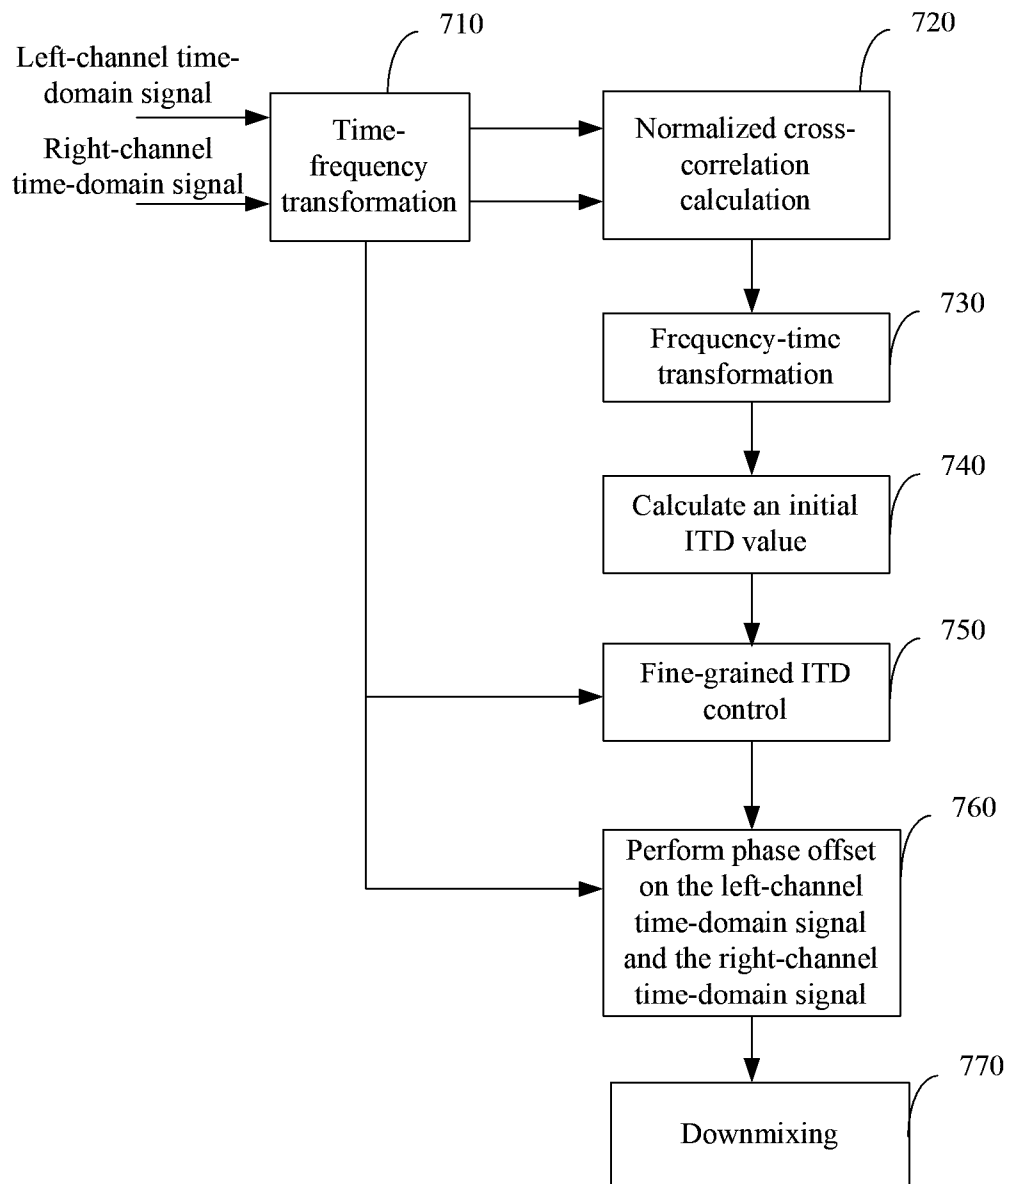 710
720
Left-channel time-
domain signal
Right-channel
time-domain signal
Time-
frequency
transformation
Normalized cross-
correlation
calculation
730
Frequency-time
transformation
740
Calculate an initial
ITD value
750
Fine-grained ITD
control
760
Perform phase offset
on the left-channel
time-domain signal
and the right-channel
time-domain signal
770
Downmixing